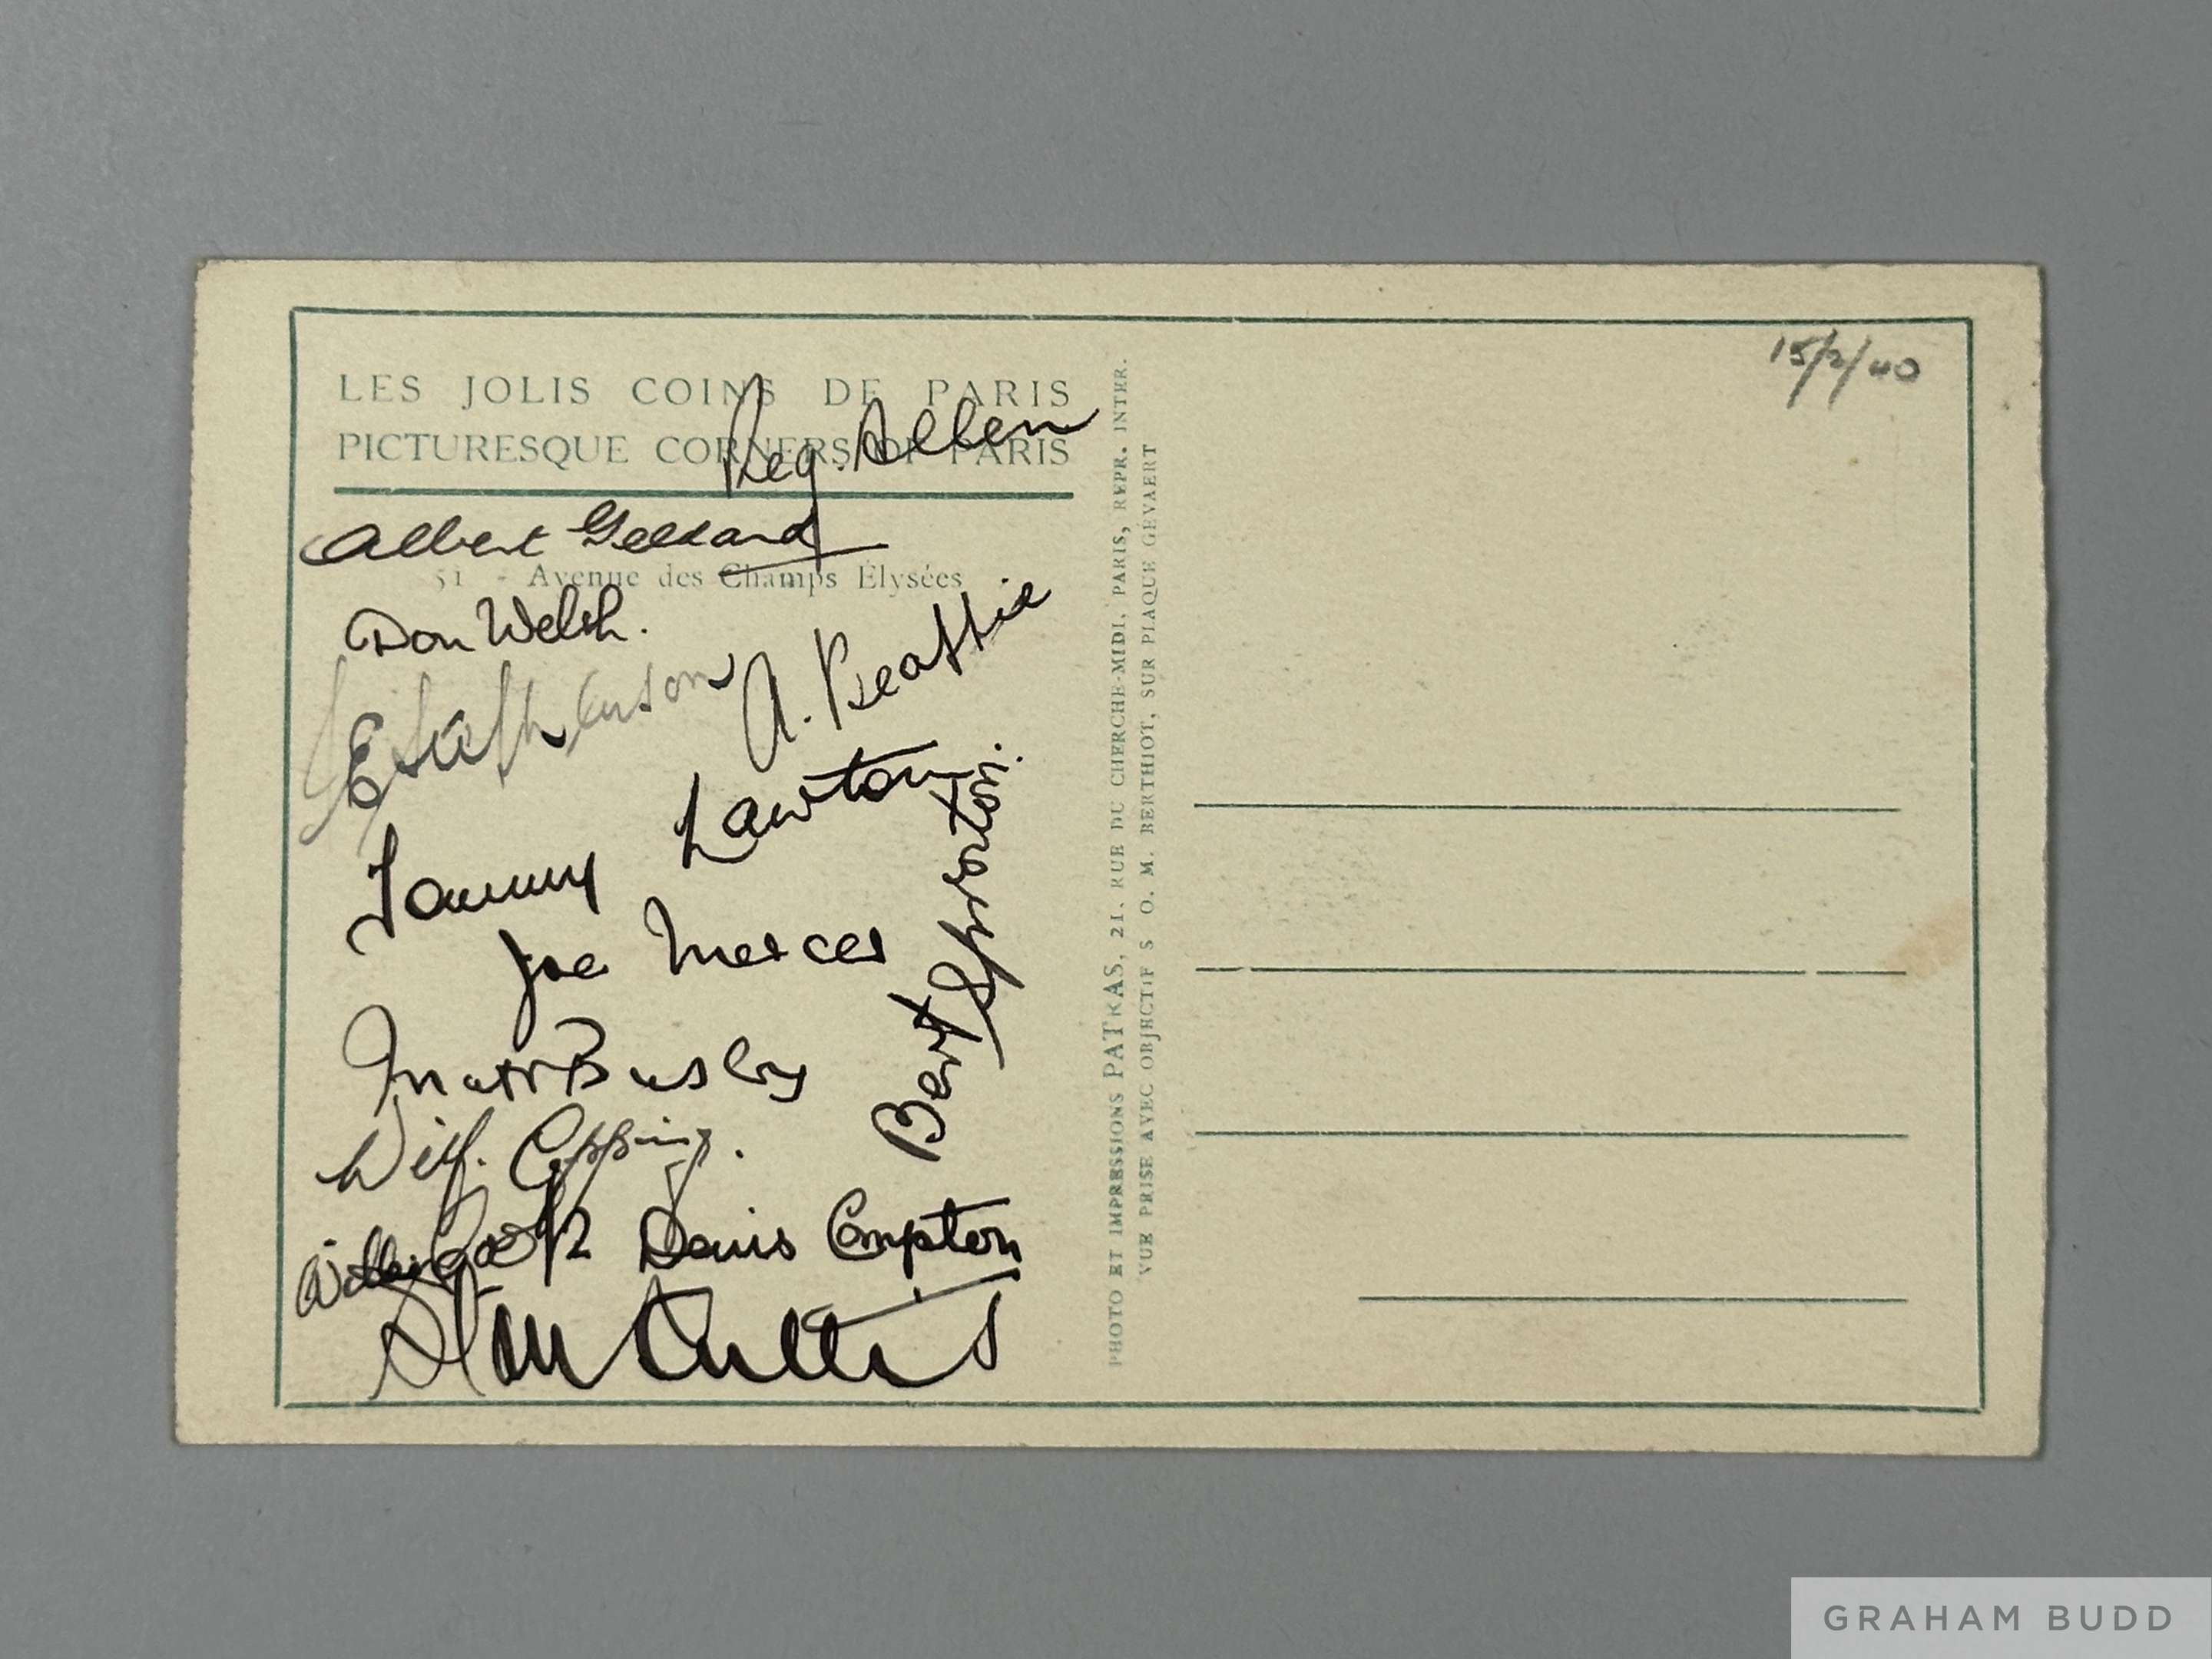 LES JOLIS COINS DE PARIS
PICTURESQUE CORNERS OF PARIS
Reg. Allen
Albert Geldard
51 - Avenue des Champs Élysées
Don Welsh.
A. Beattie
Tommy Lawton
Joe Mercer
Bert Sproston.
Matt Busby
Wilf. Copping.
Denis Compton
Stan Cullis
PHOTO ET IMPRESSIONS PATRAS, 21, RUE DU CHERCHE-MIDI, PARIS, REPR. INTER.
VUE PRISE AVEC OBJECTIF S O. M. BERTHIOT, SUR PLAQUE GEVAERT
15/2/40
GRAHAM BUDD